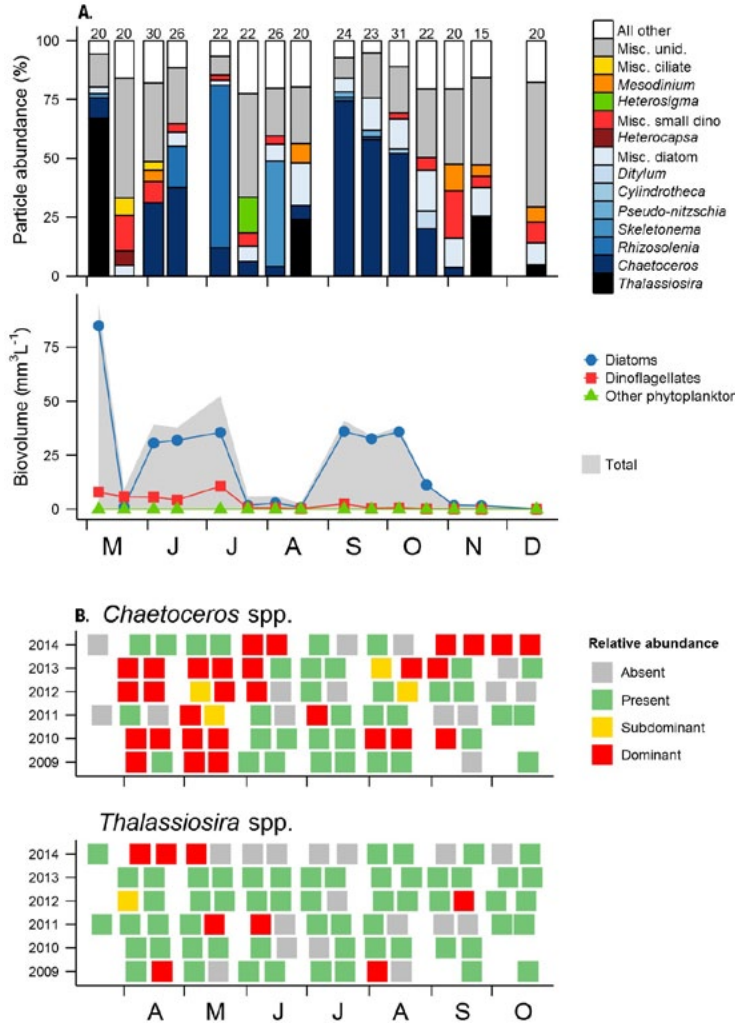 A.
20 20 30 26 22 22 26 20 24 23 31 22 20 15 20
100
75
50
25
0
Particle abundance (%)
All other
Misc. unid.
Misc. ciliate
Mesodinium
Heterosigma
Misc. small dino
Heterocapsa
Misc. diatom
Ditylum
Cylindrotheca
Pseudo-nitzschia
Skeletonema
Rhizosolenia
Chaetoceros
Thalassiosira
75
50
25
0
Biovolume (mm³L⁻¹)
Diatoms
Dinoflagellates
Other phytoplankton
Total
M J J A S O N D
B. Chaetoceros spp.
2014
2013
2012
2011
2010
2009
Relative abundance
Absent
Present
Subdominant
Dominant
Thalassiosira spp.
2014
2013
2012
2011
2010
2009
A M J J A S O